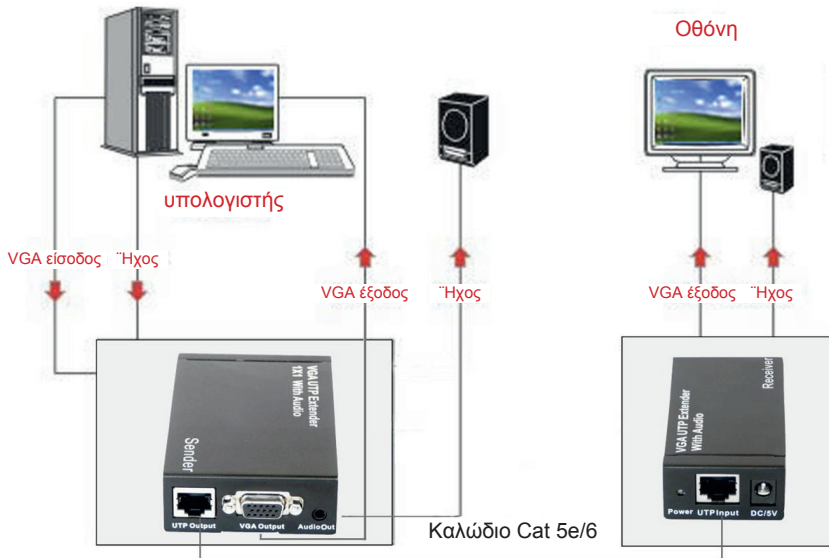 Οθόνη
υπολογιστής
VGA είσοδος
¨Ηχος
VGA έξοδος
¨Ηχος
VGA έξοδος
¨Ηχος
VGA UTP Extender
1X1 With Audio
Sender
UTP Output
VGA Output
AudioOut
Καλώδιο Cat 5e/6
Receiver
VGA UTP Extender
With Audio
Power
UTP Input
DC/5V